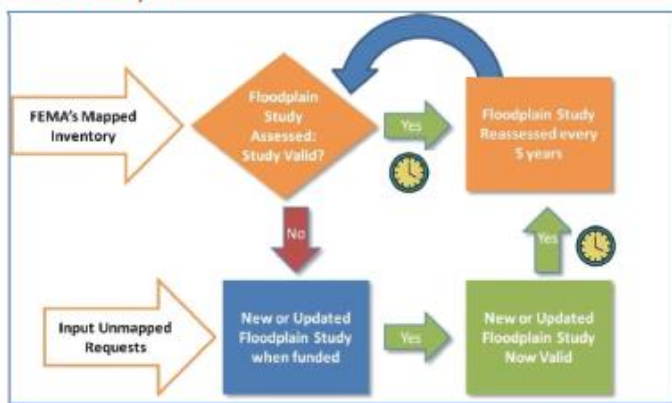 FEMA's Mapped
Inventory
Floodplain
Study
Assessed:
Study Valid?
Yes
Floodplain Study
Reassessed every
5 years
No
Yes
Input Unmapped
Requests
New or Updated
Floodplain Study
when funded
Yes
New or Updated
Floodplain Study
Now Valid